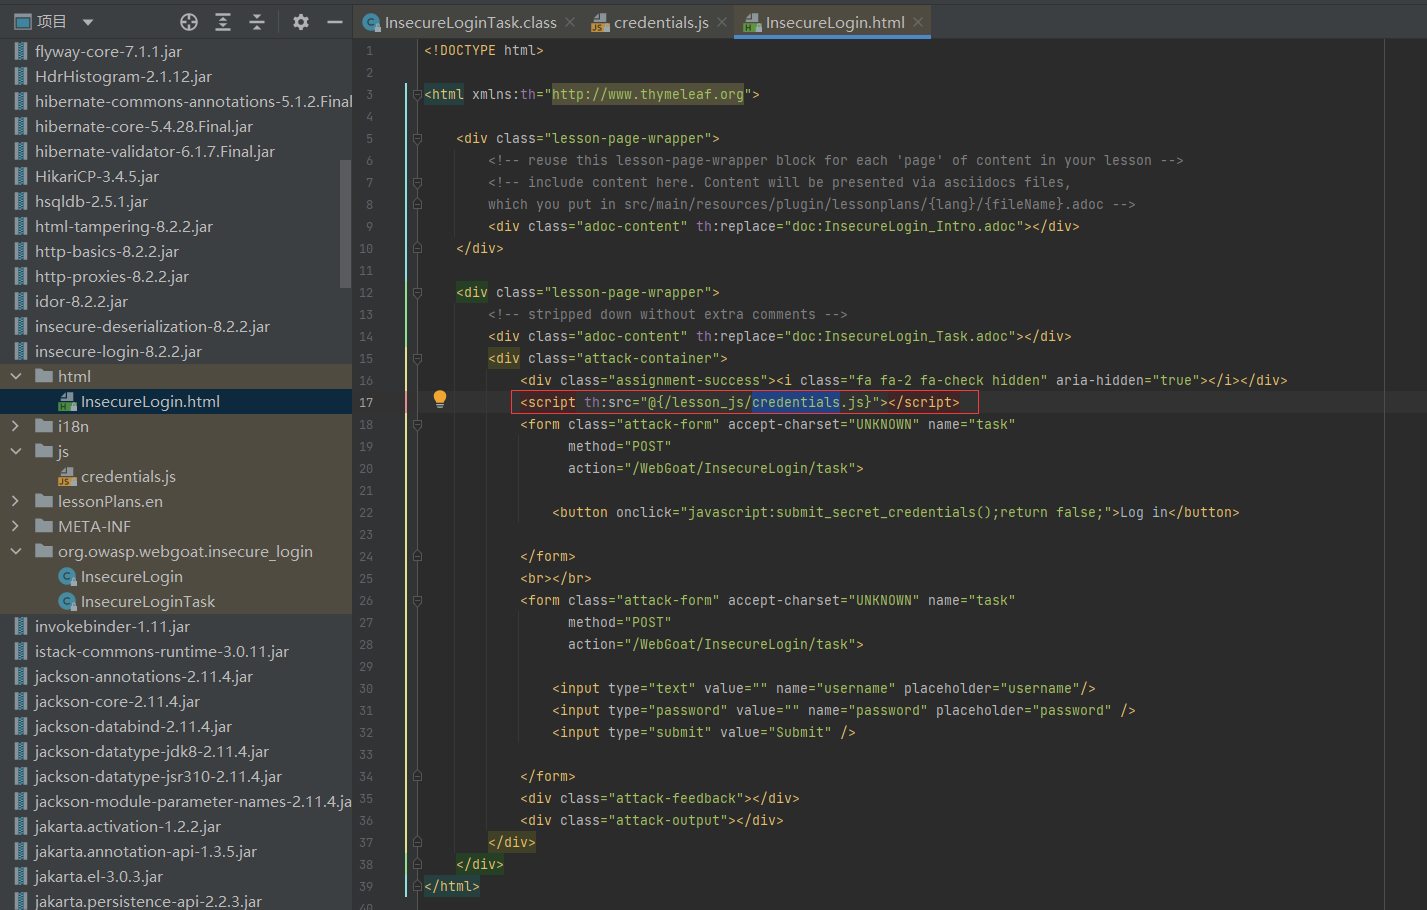 项目
flyway-core-7.1.1.jar
HdrHistogram-2.1.12.jar
hibernate-commons-annotations-5.1.2.Final
hibernate-core-5.4.28.Final.jar
hibernate-validator-6.1.7.Final.jar
HikariCP-3.4.5.jar
hsqldb-2.5.1.jar
html-tampering-8.2.2.jar
http-basics-8.2.2.jar
http-proxies-8.2.2.jar
idor-8.2.2.jar
insecure-deserialization-8.2.2.jar
insecure-login-8.2.2.jar
html
InsecureLogin.html
i18n
js
credentials.js
lessonPlans.en
META-INF
org.owasp.webgoat.insecure_login
InsecureLogin
InsecureLoginTask
invokebinder-1.11.jar
istack-commons-runtime-3.0.11.jar
jackson-annotations-2.11.4.jar
jackson-core-2.11.4.jar
jackson-databind-2.11.4.jar
jackson-datatype-jdk8-2.11.4.jar
jackson-datatype-jsr310-2.11.4.jar
jackson-module-parameter-names-2.11.4.ja
jakarta.activation-1.2.2.jar
jakarta.annotation-api-1.3.5.jar
jakarta.el-3.0.3.jar
jakarta.persistence-api-2.2.3.jar
InsecureLoginTask.class credentials.js InsecureLogin.html
1 <!DOCTYPE html>
2
3 <html xmlns:th="http://www.thymeleaf.org">
4
5 <div class="lesson-page-wrapper">
6 <!-- reuse this lesson-page-wrapper block for each 'page' of content in your lesson -->
7 <!-- include content here. Content will be presented via asciidocs files,
8 which you put in src/main/resources/plugin/lessonplans/{lang}/{fileName}.adoc -->
9 <div class="adoc-content" th:replace="doc:InsecureLogin_Intro.adoc"></div>
10 </div>
11
12 <div class="lesson-page-wrapper">
13 <!-- stripped down without extra comments -->
14 <div class="adoc-content" th:replace="doc:InsecureLogin_Task.adoc"></div>
15 <div class="attack-container">
16 <div class="assignment-success"><i class="fa fa-2 fa-check hidden" aria-hidden="true"></i></div>
17 <script th:src="@{/lesson_js/credentials.js}"></script>
18 <form class="attack-form" accept-charset="UNKNOWN" name="task"
19 method="POST"
20 action="/WebGoat/InsecureLogin/task">
21
22 <button onclick="javascript:submit_secret_credentials();return false;">Log in</button>
23
24 </form>
25 <br></br>
26 <form class="attack-form" accept-charset="UNKNOWN" name="task"
27 method="POST"
28 action="/WebGoat/InsecureLogin/task">
29
30 <input type="text" value="" name="username" placeholder="username"/>
31 <input type="password" value="" name="password" placeholder="password" />
32 <input type="submit" value="Submit" />
33
34 </form>
35 <div class="attack-feedback"></div>
36 <div class="attack-output"></div>
37 </div>
38 </div>
39 </html>
40